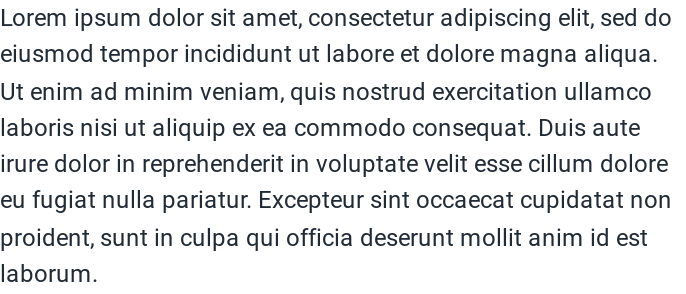 Lorem ipsum dolor sit amet, consectetur adipiscing elit, sed do
eiusmod tempor incididunt ut labore et dolore magna aliqua.
Ut enim ad minim veniam, quis nostrud exercitation ullamco
laboris nisi ut aliquip ex ea commodo consequat. Duis aute
irure dolor in reprehenderit in voluptate velit esse cillum dolore
eu fugiat nulla pariatur. Excepteur sint occaecat cupidatat non
proident, sunt in culpa qui officia deserunt mollit anim id est
laborum.